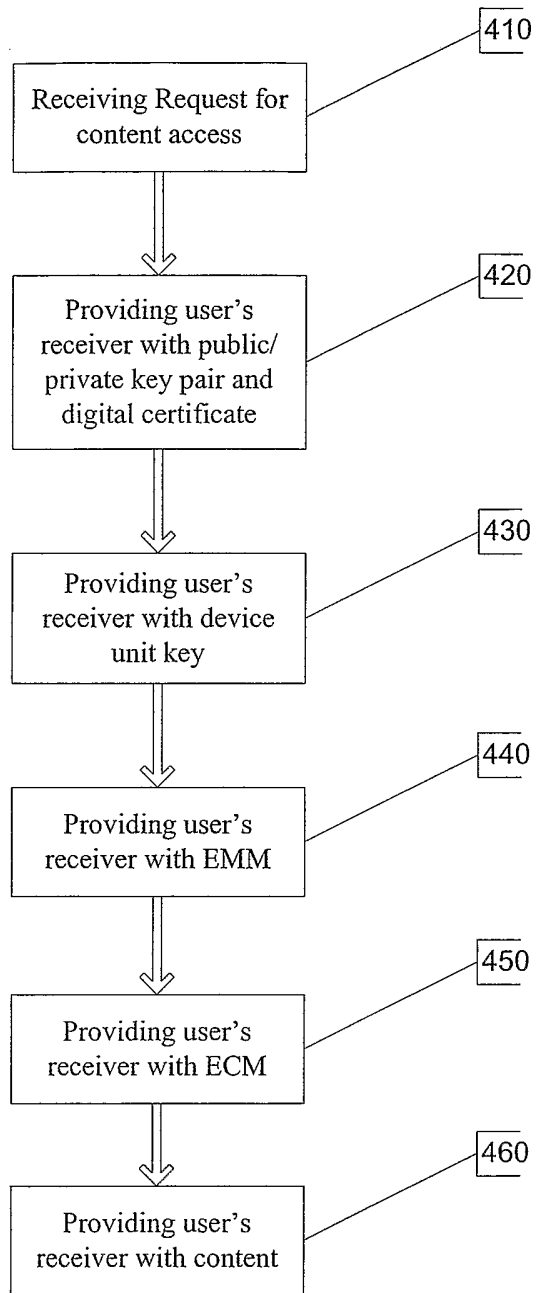 410
Receiving Request for
content access
420
Providing user's
receiver with public/
private key pair and
digital certificate
430
Providing user's
receiver with device
unit key
440
Providing user's
receiver with EMM
450
Providing user's
receiver with ECM
460
Providing user's
receiver with content